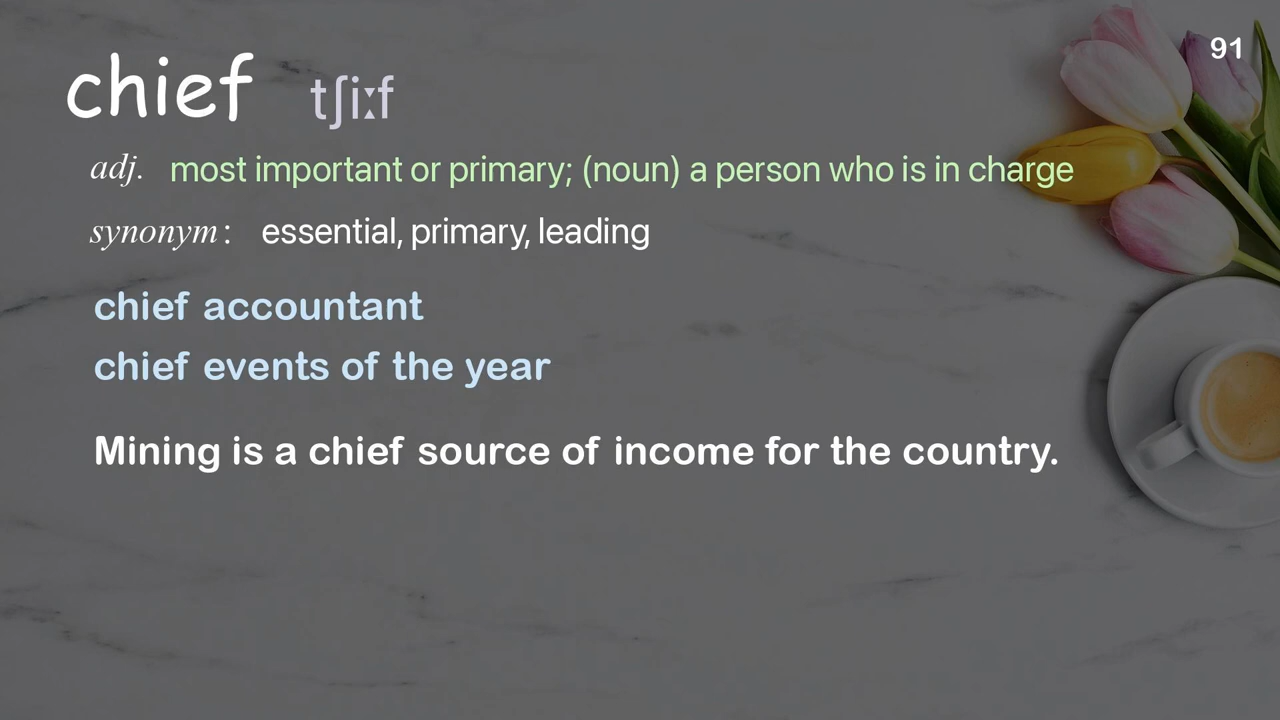 91
chief tʃiːf
adj. most important or primary; (noun) a person who is in charge
synonym: essential, primary, leading
chief accountant
chief events of the year
Mining is a chief source of income for the country.